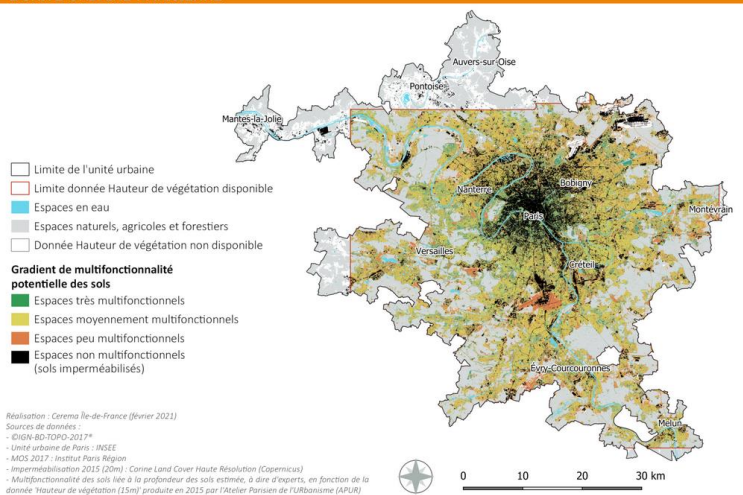 Auvers-sur-Oise
Pontoise
Mantes-la-Jolie
Nanterre
Bobigny
Paris
Montévrain
Versailles
Créteil
Évry-Courcouronnes
Melun
Limite de l'unité urbaine
Limite donnée Hauteur de végétation disponible
Espaces en eau
Espaces naturels, agricoles et forestiers
Donnée Hauteur de végétation non disponible
Gradient de multifonctionnalité
potentielle des sols
Espaces très multifonctionnels
Espaces moyennement multifonctionnels
Espaces peu multifonctionnels
Espaces non multifonctionnels
(sols imperméabilisés)
Réalisation : Cerema Île-de-France (février 2021)
Sources de données :
- ©IGN-BD-TOPO-2017®
- Unité urbaine de Paris : INSEE
- MOS 2017 : Institut Paris Région
- Imperméabilisation 2015 (20m) : Corine Land Cover Haute Résolution (Copernicus)
- Multifonctionnalité des sols liée à la profondeur des sols estimée, à dire d'experts, en fonction de la
donnée 'Hauteur de végétation (15m)' produite en 2015 par l'Atelier Parisien de l'URbanisme (APUR)
0 10 20 30 km